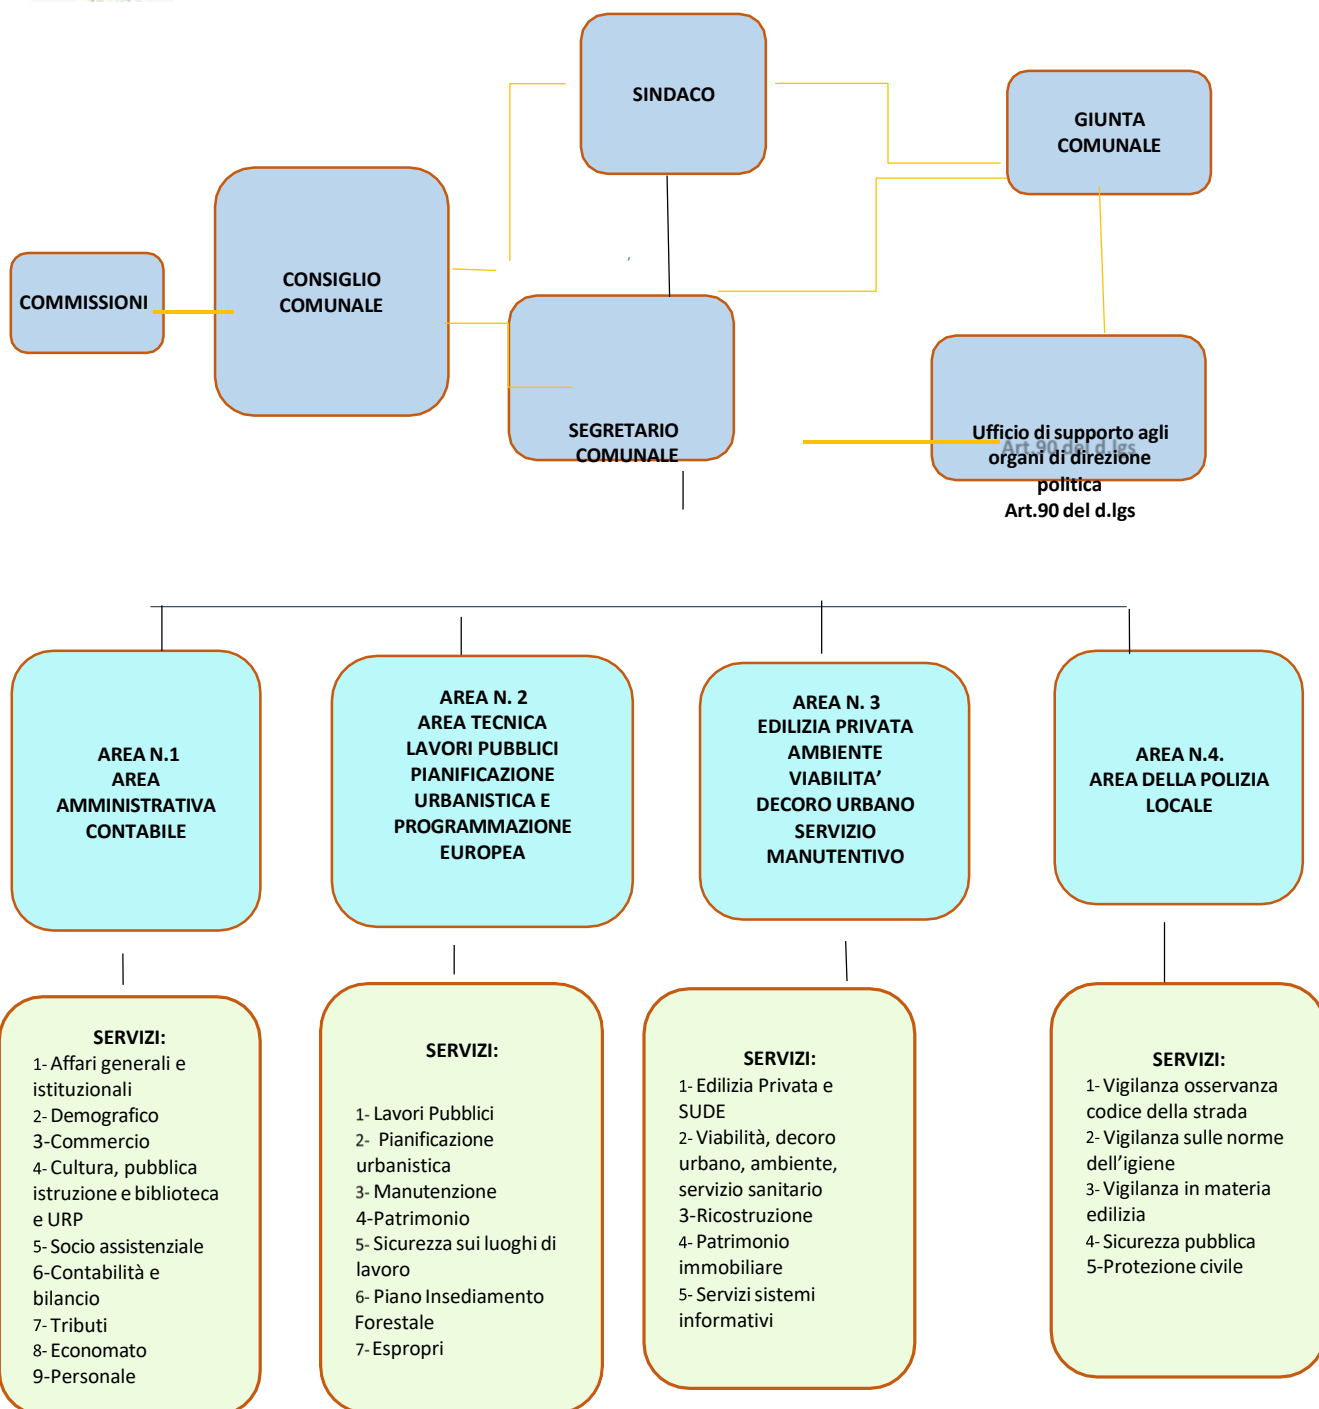 SINDACO
GIUNTA
COMUNALE
COMMISSIONI
CONSIGLIO
COMUNALE
SEGRETARIO
COMUNALE
Ufficio di supporto agli
organi di direzione
Art.90 del d.lgs
politica
Art.90 del d.lgs
AREA N.1
AREA
AMMINISTRATIVA
CONTABILE
AREA N. 2
AREA TECNICA
LAVORI PUBBLICI
PIANIFICAZIONE
URBANISTICA E
PROGRAMMAZIONE
EUROPEA
AREA N. 3
EDILIZIA PRIVATA
AMBIENTE
VIABILITA’
DECORO URBANO
SERVIZIO
MANUTENTIVO
AREA N.4.
AREA DELLA POLIZIA
LOCALE
SERVIZI:
1- Affari generali e
istituzionali
2- Demografico
3-Commercio
4- Cultura, pubblica
istruzione e biblioteca
e URP
5- Socio assistenziale
6-Contabilità e
bilancio
7- Tributi
8- Economato
9-Personale
SERVIZI:
1- Lavori Pubblici
2- Pianificazione
urbanistica
3- Manutenzione
4-Patrimonio
5- Sicurezza sui luoghi di
lavoro
6- Piano Insediamento
Forestale
7- Espropri
SERVIZI:
1- Edilizia Privata e
SUDE
2- Viabilità, decoro
urbano, ambiente,
servizio sanitario
3-Ricostruzione
4- Patrimonio
immobiliare
5- Servizi sistemi
informativi
SERVIZI:
1- Vigilanza osservanza
codice della strada
2- Vigilanza sulle norme
dell’igiene
3- Vigilanza in materia
edilizia
4- Sicurezza pubblica
5-Protezione civile